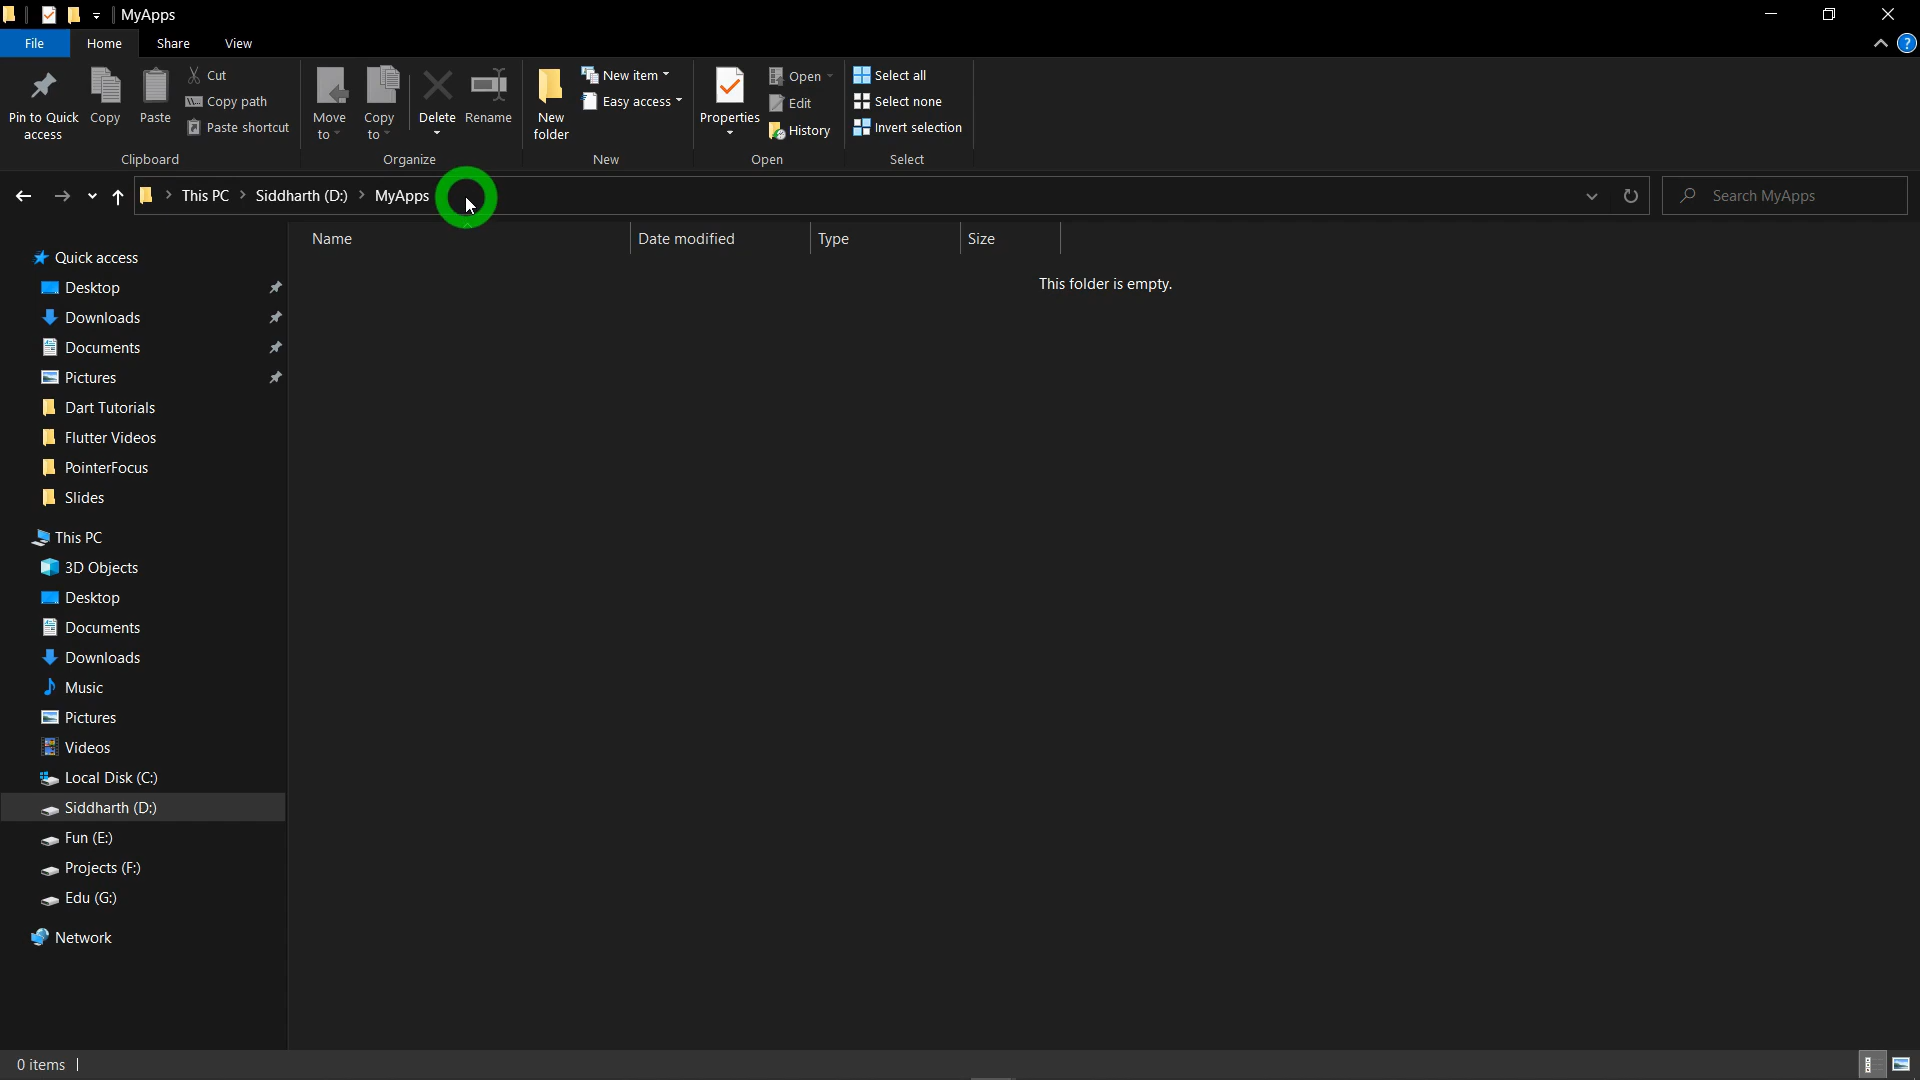 MyApps
File Home Share View
Pin to Quick access
Copy
Paste
Cut
Copy path
Paste shortcut
Clipboard
Move to
Copy to
Delete
Rename
Organize
New folder
New item
Easy access
New
Properties
Open
Edit
History
Open
Select all
Select none
Invert selection
Select
This PC > Siddharth (D:) > MyApps
Search MyApps
Name Date modified Type Size
This folder is empty.
Quick access
Desktop
Downloads
Documents
Pictures
Dart Tutorials
Flutter Videos
PointerFocus
Slides
This PC
3D Objects
Desktop
Documents
Downloads
Music
Pictures
Videos
Local Disk (C:)
Siddharth (D:)
Fun (E:)
Projects (F:)
Edu (G:)
Network
0 items